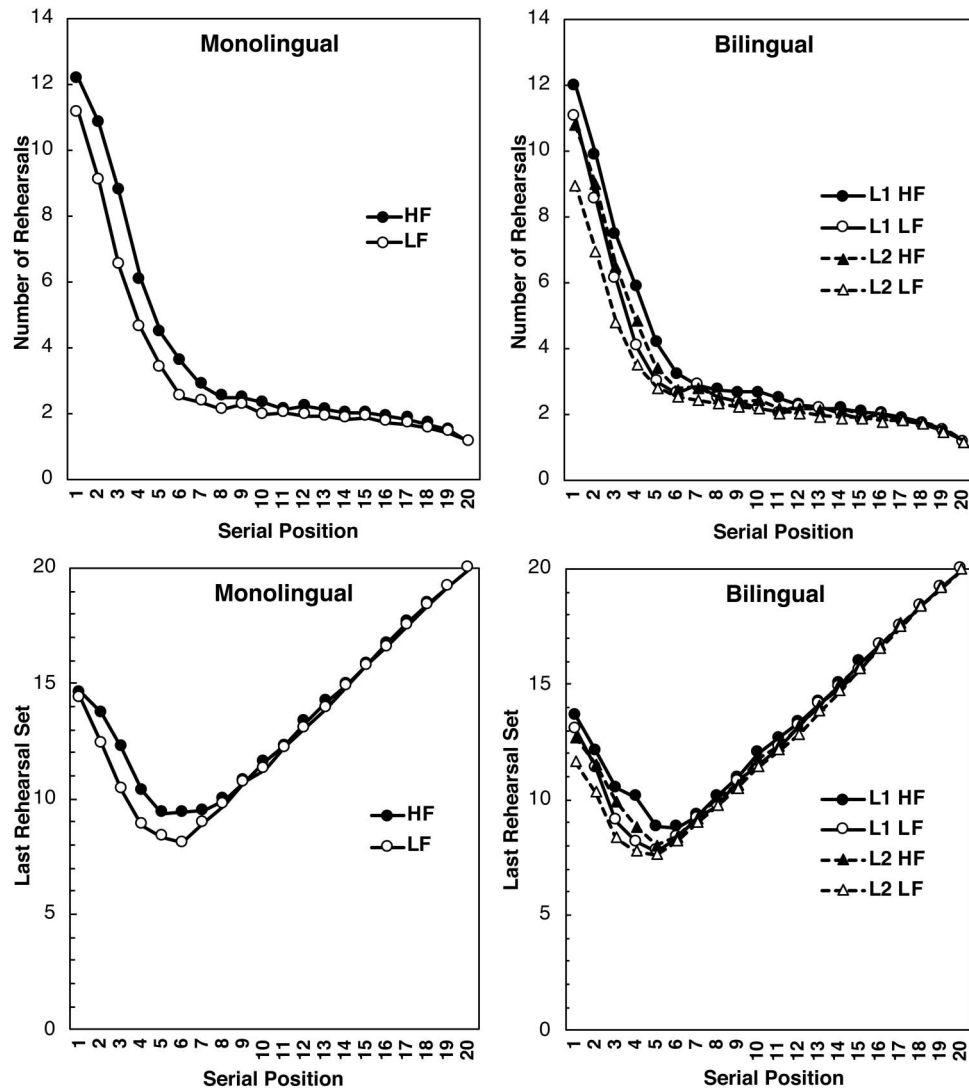 Monolingual
Number of Rehearsals
14
12
10
8
6
4
2
0
HF
LF
1 2 3 4 5 6 7 8 9 10 11 12 13 14 15 16 17 18 19 20
Serial Position
Bilingual
Number of Rehearsals
14
12
10
8
6
4
2
0
L1 HF
L1 LF
L2 HF
L2 LF
1 2 3 4 5 6 7 8 9 10 11 12 13 14 15 16 17 18 19 20
Serial Position
Monolingual
Last Rehearsal Set
20
15
10
5
0
HF
LF
1 2 3 4 5 6 7 8 9 10 11 12 13 14 15 16 17 18 19 20
Serial Position
Bilingual
Last Rehearsal Set
20
15
10
5
0
L1 HF
L1 LF
L2 HF
L2 LF
1 2 3 4 5 6 7 8 9 10 11 12 13 14 15 16 17 18 19 20
Serial Position